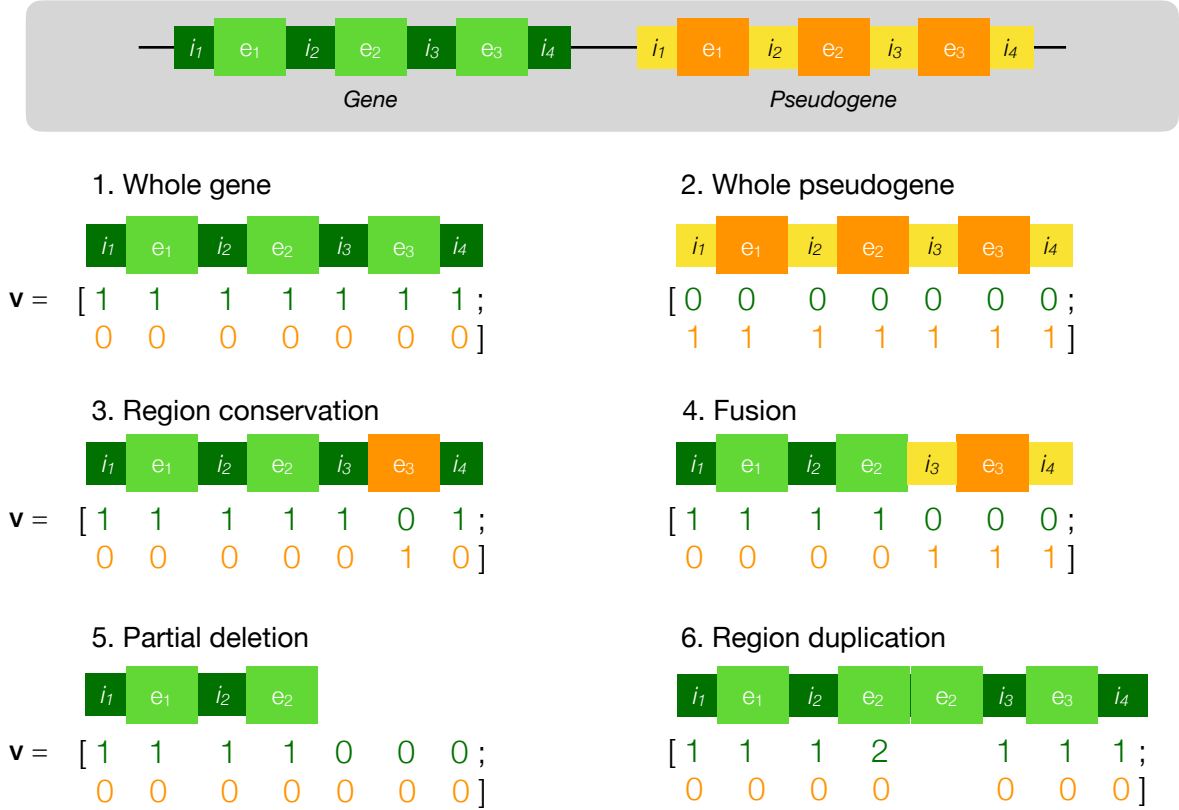 i1 e1 i2 e2 i3 e3 i4 i1 e1 i2 e2 i3 e3 i4
Gene Pseudogene
1. Whole gene
i1 e1 i2 e2 i3 e3 i4
v = [ 1 1 1 1 1 1 1 ;
0 0 0 0 0 0 0 ]
2. Whole pseudogene
i1 e1 i2 e2 i3 e3 i4
[ 0 0 0 0 0 0 0 ;
1 1 1 1 1 1 1 ]
3. Region conservation
i1 e1 i2 e2 i3 e3 i4
v = [ 1 1 1 1 1 0 1 ;
0 0 0 0 0 1 0 ]
4. Fusion
i1 e1 i2 e2 i3 e3 i4
[ 1 1 1 1 0 0 0 ;
0 0 0 0 1 1 1 ]
5. Partial deletion
i1 e1 i2 e2
v = [ 1 1 1 1 0 0 0 ;
0 0 0 0 0 0 0 ]
6. Region duplication
i1 e1 i2 e2 e2 i3 e3 i4
[ 1 1 1 2 1 1 1 ;
0 0 0 0 0 0 0 ]